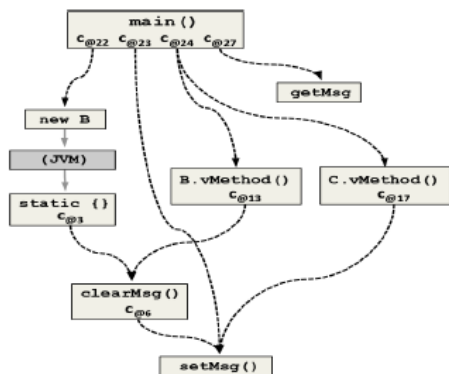 main()
c@22 c@23 c@24 c@27
getMsg
new B
(JVM)
static {}
c@3
B.vMethod()
c@13
C.vMethod()
c@17
clearMsg()
c@6
setMsg()